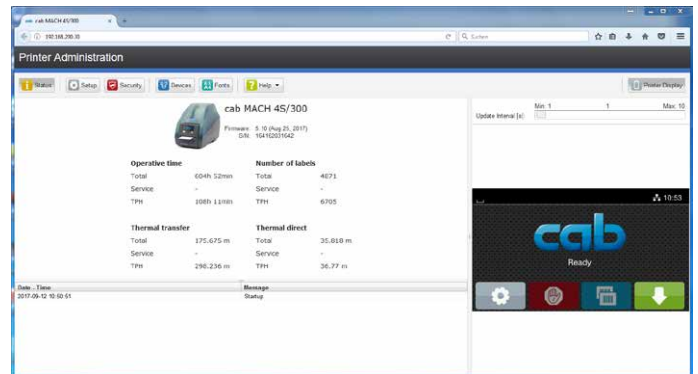 cab MACH 4S/300
192.168.200.30
Suchen
Printer Administration
Status Setup Security Devices Fonts Help Printer Display
cab MACH 4S/300
Firmware 5.10 (Aug 25, 2017)
S/N 164162031642
Operative time Number of labels
Total 604h 52min Total 4671
Service - Service -
TPH 108h 11min TPH 6705
Thermal transfer Thermal direct
Total 175.675 m Total 35.818 m
Service - Service -
TPH 298.236 m TPH 36.77 m
Date - Time Message
2017-09-12 10:50:51 Startup
Min: 1 1 Max: 10
Update Interval [s]:
10:53
cab
Ready